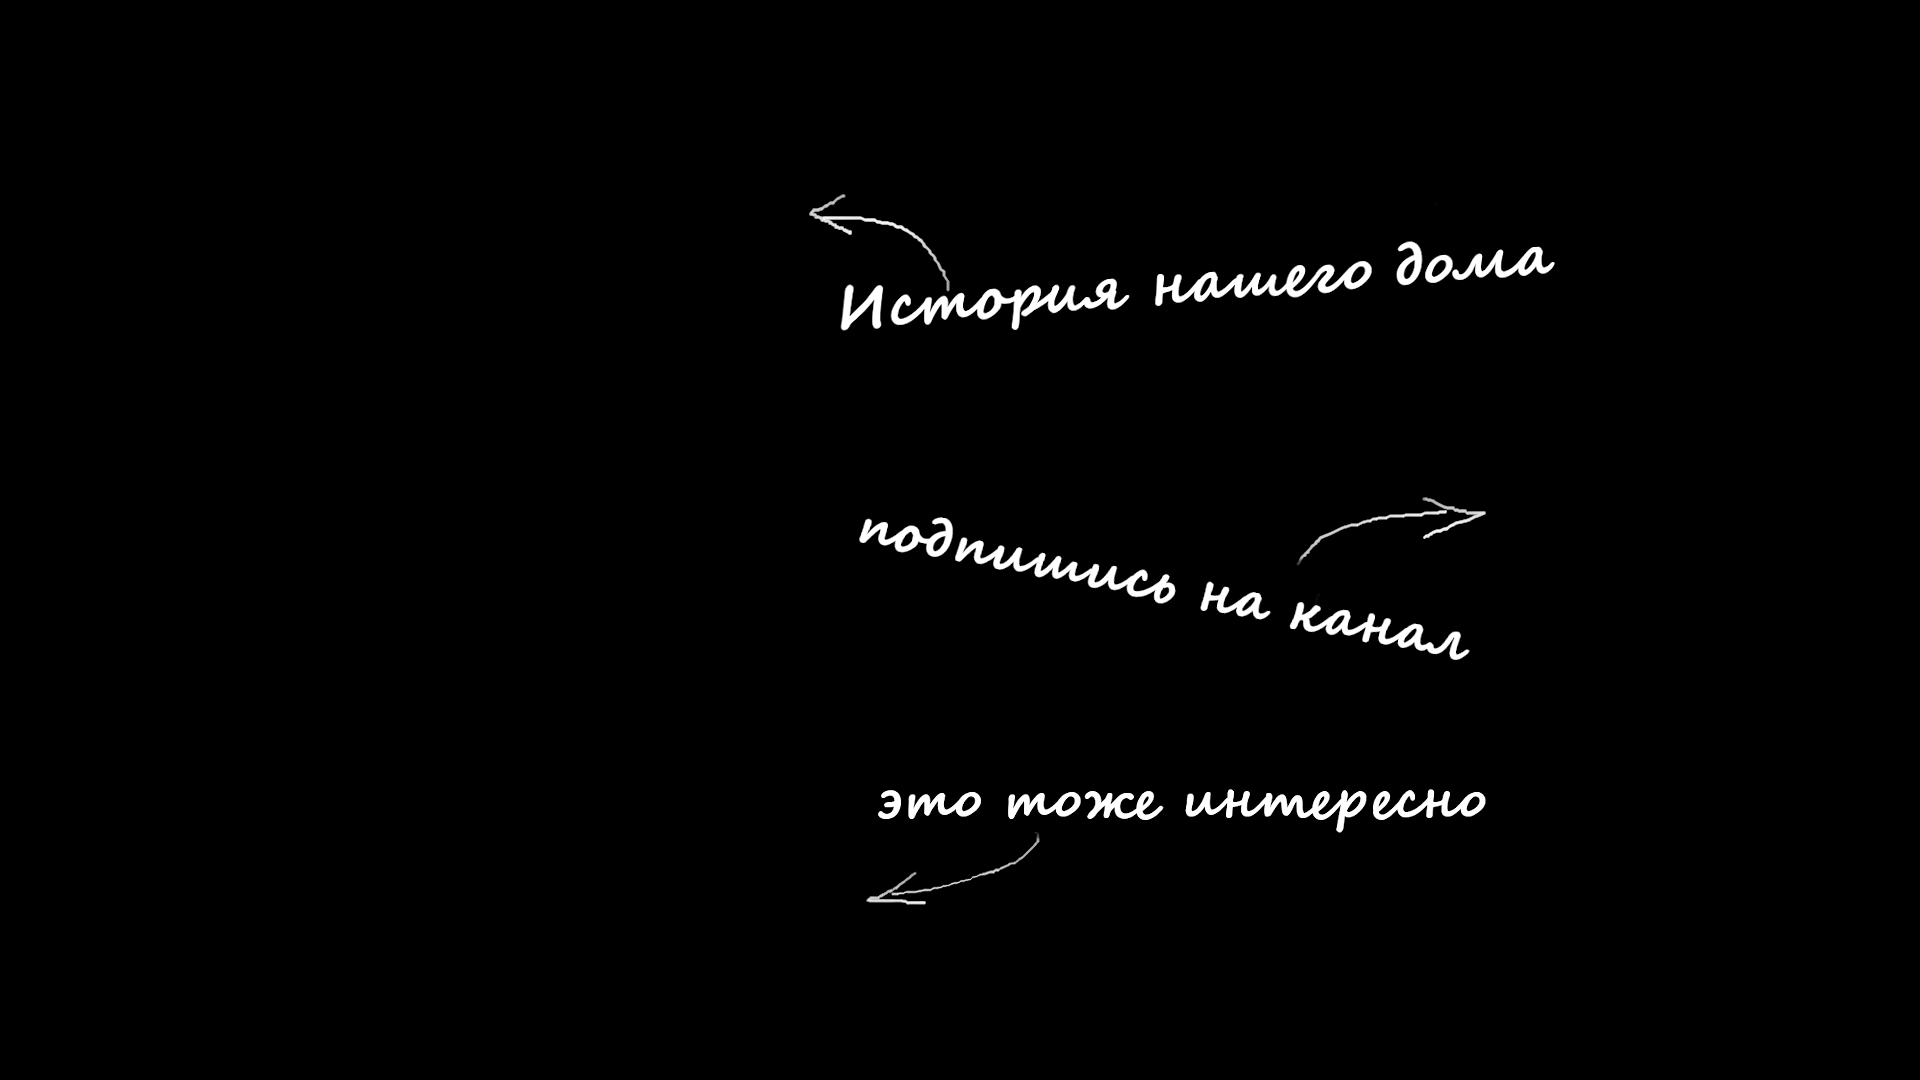 История нашего дома
подпишись на канал
это тоже интересно